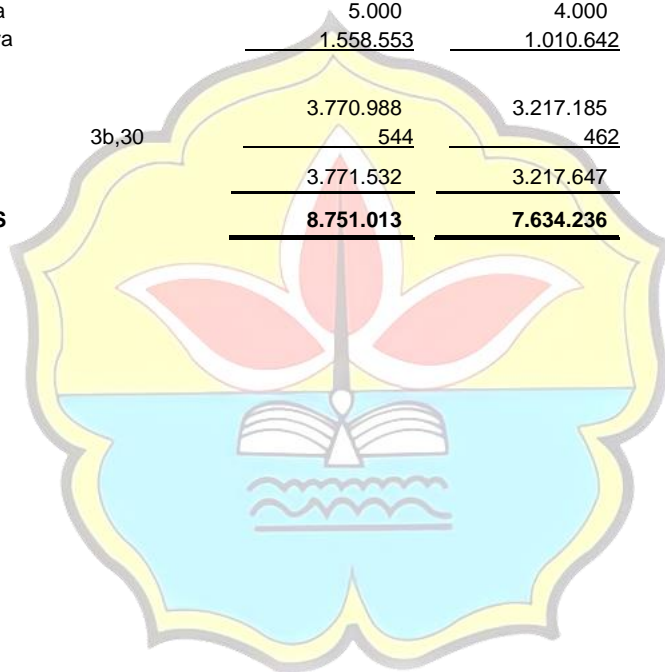 a 5.000 4.000
a 1.558.553 1.010.642
3.770.988 3.217.185
3b,30 544 462
3.771.532 3.217.647
S 8.751.013 7.634.236